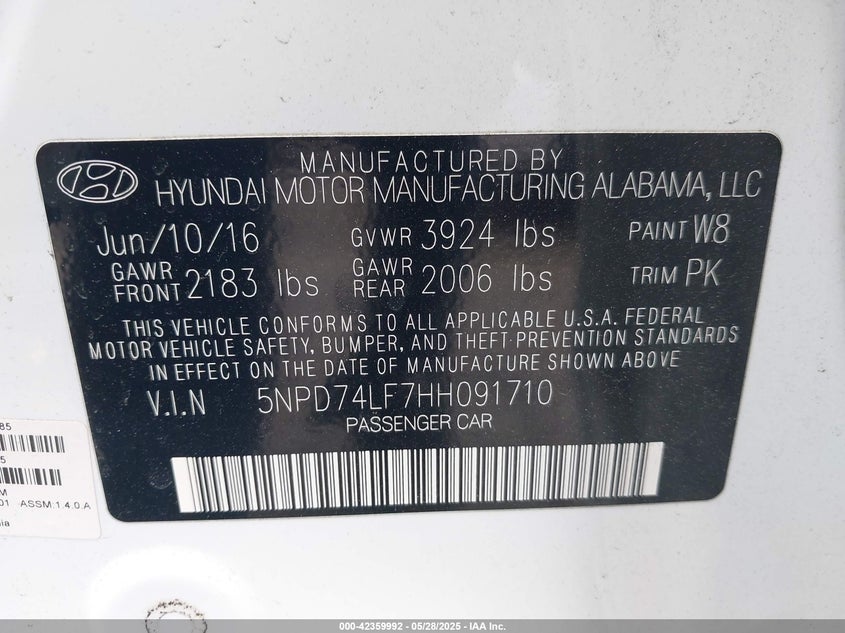 MANUFACTURED BY
HYUNDAI MOTOR MANUFACTURING ALABAMA, LLC
Jun/10/16 GVWR 3924 lbs PAINT W8
GAWR FRONT 2183 lbs GAWR REAR 2006 lbs TRIM PK
THIS VEHICLE CONFORMS TO ALL APPLICABLE U.S.A. FEDERAL
MOTOR VEHICLE SAFETY, BUMPER, AND THEFT PREVENTION STANDARDS
IN EFFECT ON THE DATE OF MANUFACTURE SHOWN ABOVE
V.I.N 5NPD74LF7HH091710
PASSENGER CAR
85
5
M
01 ASSM:1.4.0.A
000-42359992 — 05/28/2025 — IAA Inc.